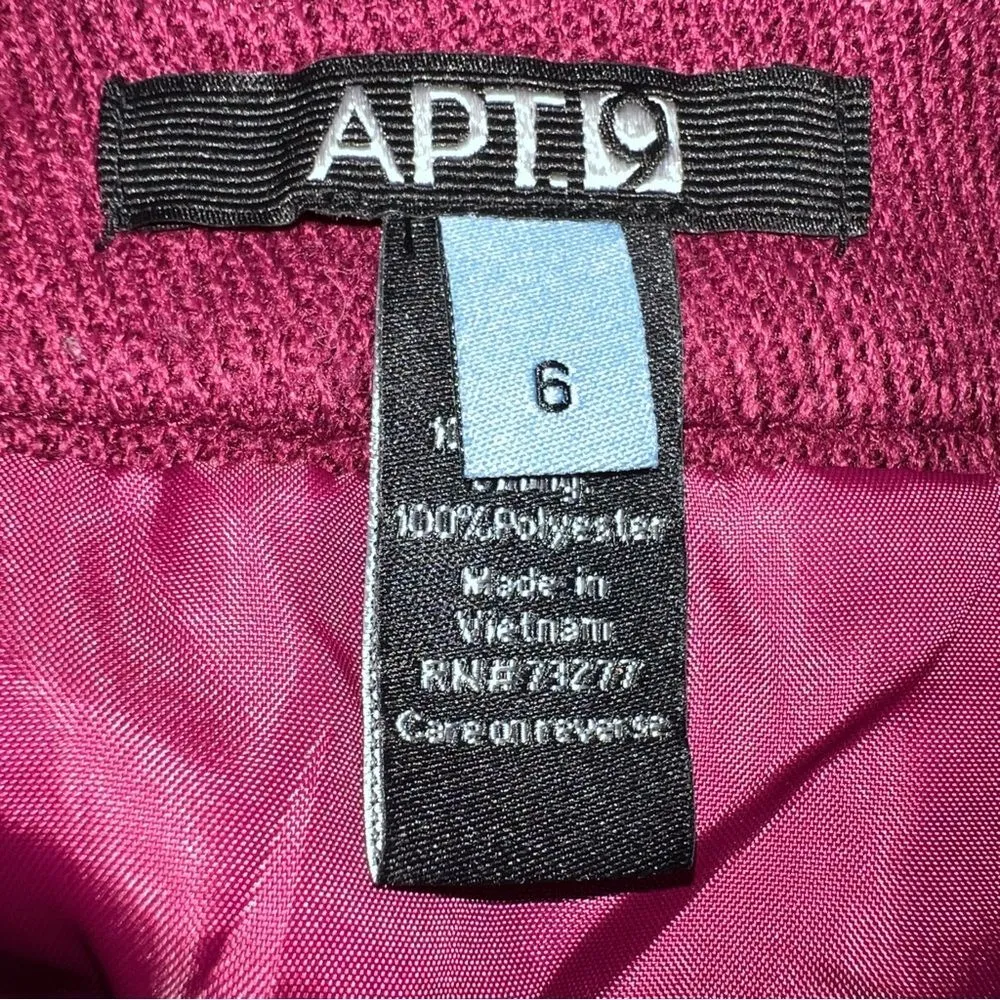 APT.9
6
100%Polyester
Made in
Vietnam
RN#73277
Care on reverse